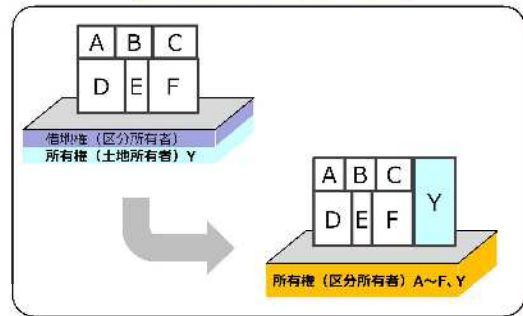 A B C
D E F
借地権（区分所有者）
所有権（土地所有者）Y
A B C
D E F
Y
所有権（区分所有者）A～F、Y